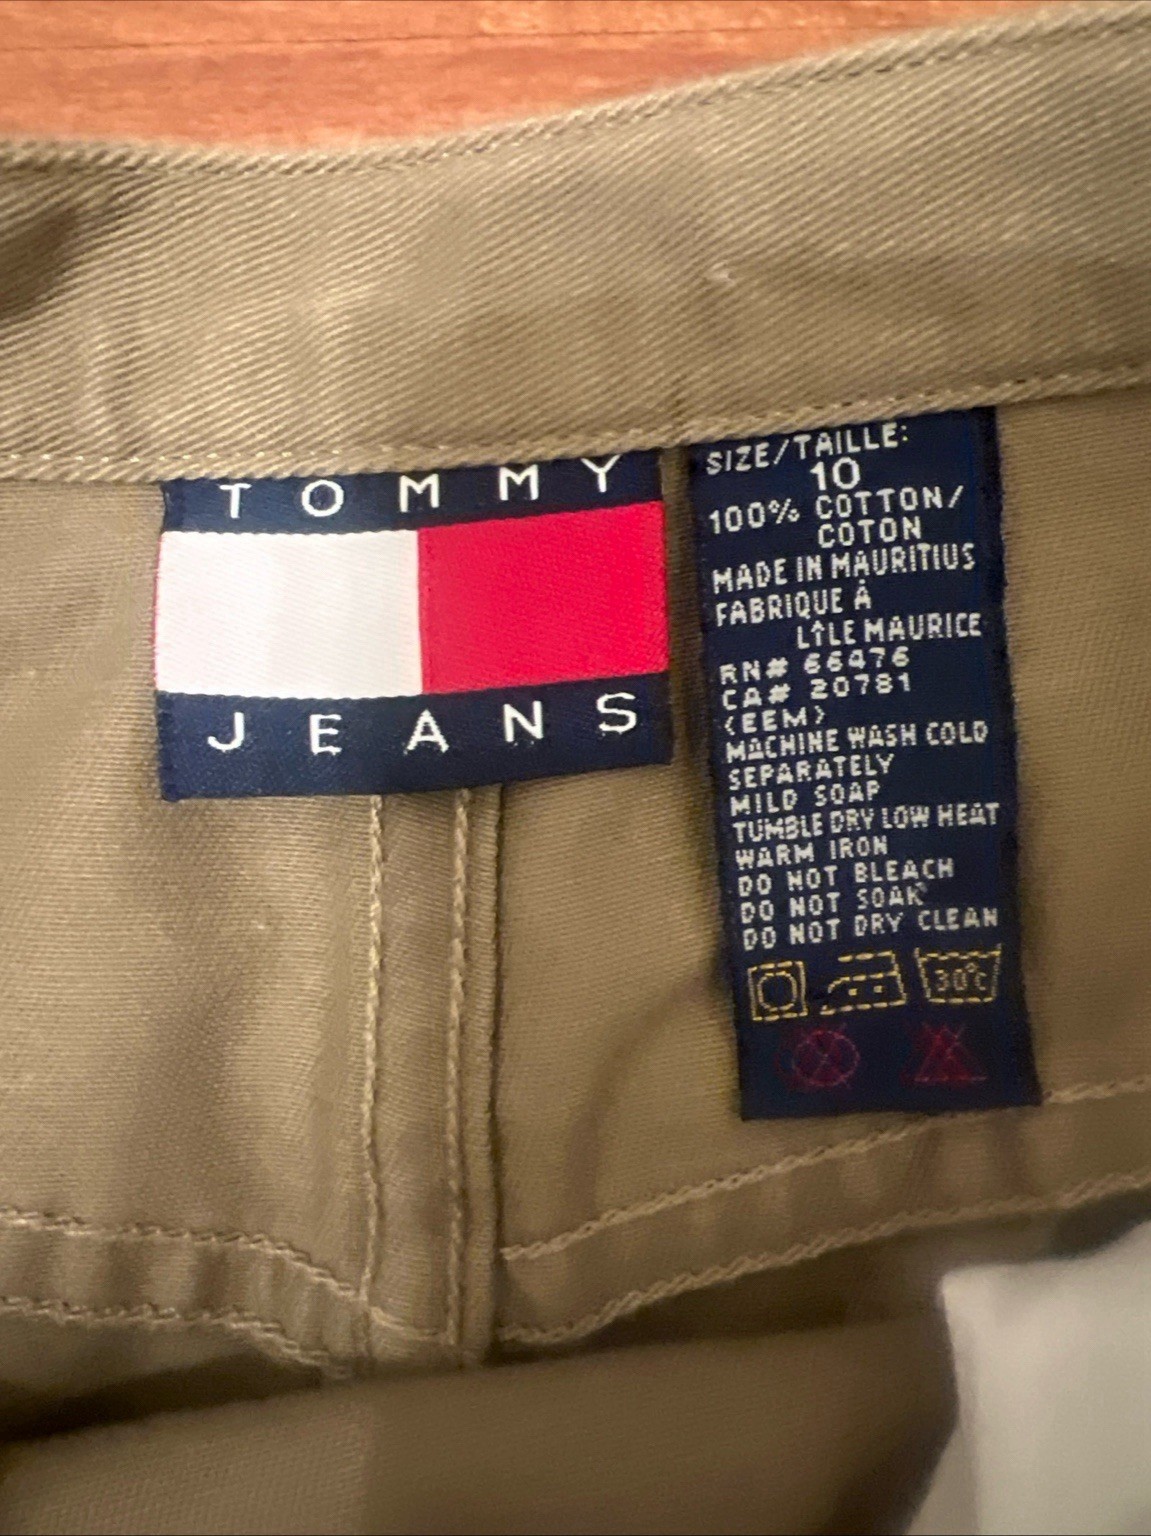 TOMMY
JEANS
SIZE/TAILLE:
10
100% COTTON/
COTON
MADE IN MAURITIUS
FABRIQUE À
L'ÎLE MAURICE
RN# 66476
CA# 20781
(EEM)
MACHINE WASH COLD
SEPARATELY
MILD SOAP
TUMBLE DRY LOW HEAT
WARM IRON
DO NOT BLEACH
DO NOT SOAK
DO NOT DRY CLEAN
30°C